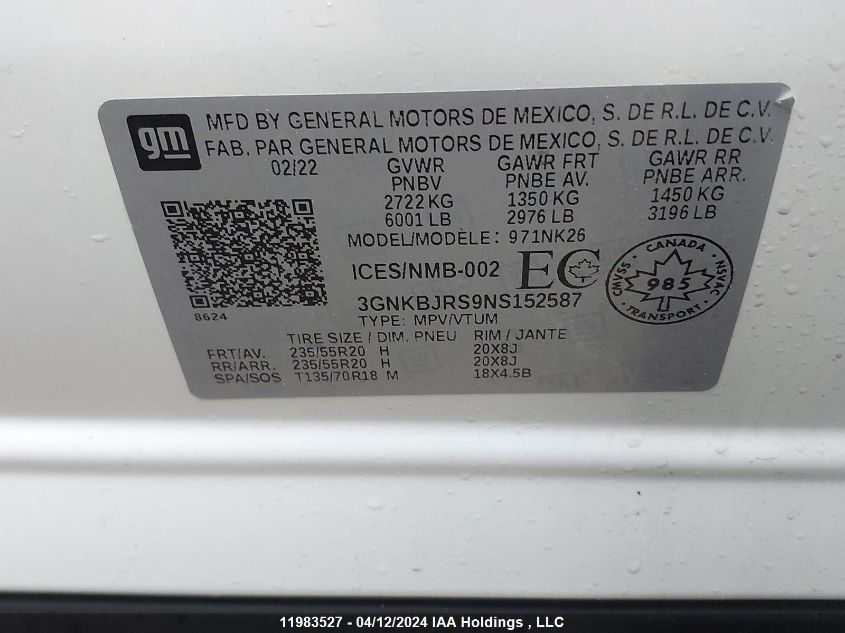 gm
MFD BY GENERAL MOTORS DE MEXICO, S. DE R.L. DE C.V.
FAB. PAR GENERAL MOTORS DE MEXICO, S. DE R.L. DE C.V.
02/22 GVWR GAWR FRT GAWR RR
PNBV PNBE AV. PNBE ARR.
2722 KG 1350 KG 1450 KG
6001 LB 2976 LB 3196 LB
MODEL/MODÈLE: 971NK26
ICES/NMB-002 EC
CANADA
CMVSS 985 NSVAC
TRANSPORT
8624
3GNKBJRS9NS152587
TYPE: MPV/VTUM
TIRE SIZE / DIM. PNEU RIM / JANTE
FRT/AV. 235/55R20 H 20X8J
RR/ARR. 235/55R20 H 20X8J
SPA/SOS T135/70R18 M 18X4.5B
11983527 - 04/12/2024 IAA Holdings , LLC